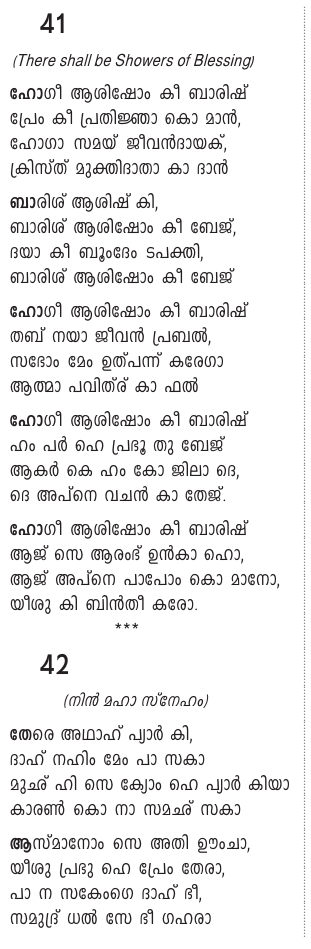 41
(There shall be Showers of Blessing)
ഹോഗീ ആശിഷോം കീ ബാരിഷ്
പ്രേം കീ പ്രതിജ്ഞാ കൊ മാൻ,
ഹോഗാ സമയ് ജീവൻദായക്,
ക്രിസ്ത് മുക്തിദാതാ കാ ദാൻ
ബാരിശ് ആശിഷ് കി,
ബാരിശ് ആശിഷോം കീ ബേജ്,
ദയാ കീ ബൂംദേം ടപക്തി,
ബാരിശ് ആശിഷോം കീ ബേജ്
ഹോഗീ ആശിഷോം കീ ബാരിഷ്
തബ് നയാ ജീവൻ പ്രബൽ,
സഭോം മേം ഉത്പന്ന് കരേഗാ
ആത്മാ പവിത്ര് കാ ഫൽ
ഹോഗീ ആശിഷോം കീ ബാരിഷ്
ഹം പർ ഹെ പ്രഭൂ തു ബേജ്
ആകർ കെ ഹം കോ ജിലാ ദെ,
ദെ അപ്നെ വചൻ കാ തേജ്.
ഹോഗീ ആശിഷോം കീ ബാരിഷ്
ആജ് സെ ആരംഭ് ഉൻകാ ഹൊ,
ആജ് അപ്നെ പാപോം കൊ മാനോ,
യീശു കി ബിൻതീ കരോ.
***
42
(നിൻ മഹാ സ്നേഹം)
തേരെ അഥാഹ് പ്യാർ കി,
ദാഹ് നഹിം മേം പാ സകാ
മുഛ് ഹി സെ ക്യോം ഹെ പ്യാർ കിയാ
കാരൺ കൊ നാ സമഛ് സകാ
ആസ്മാനോം സെ അതി ഊംചാ,
യീശു പ്രഭു ഹെ പ്രേം തേരാ,
പാ ന സകേംഗെ ദാഹ് ഭീ,
സമുദ്ര് ധൽ സേ ഭീ ഗഹരാ